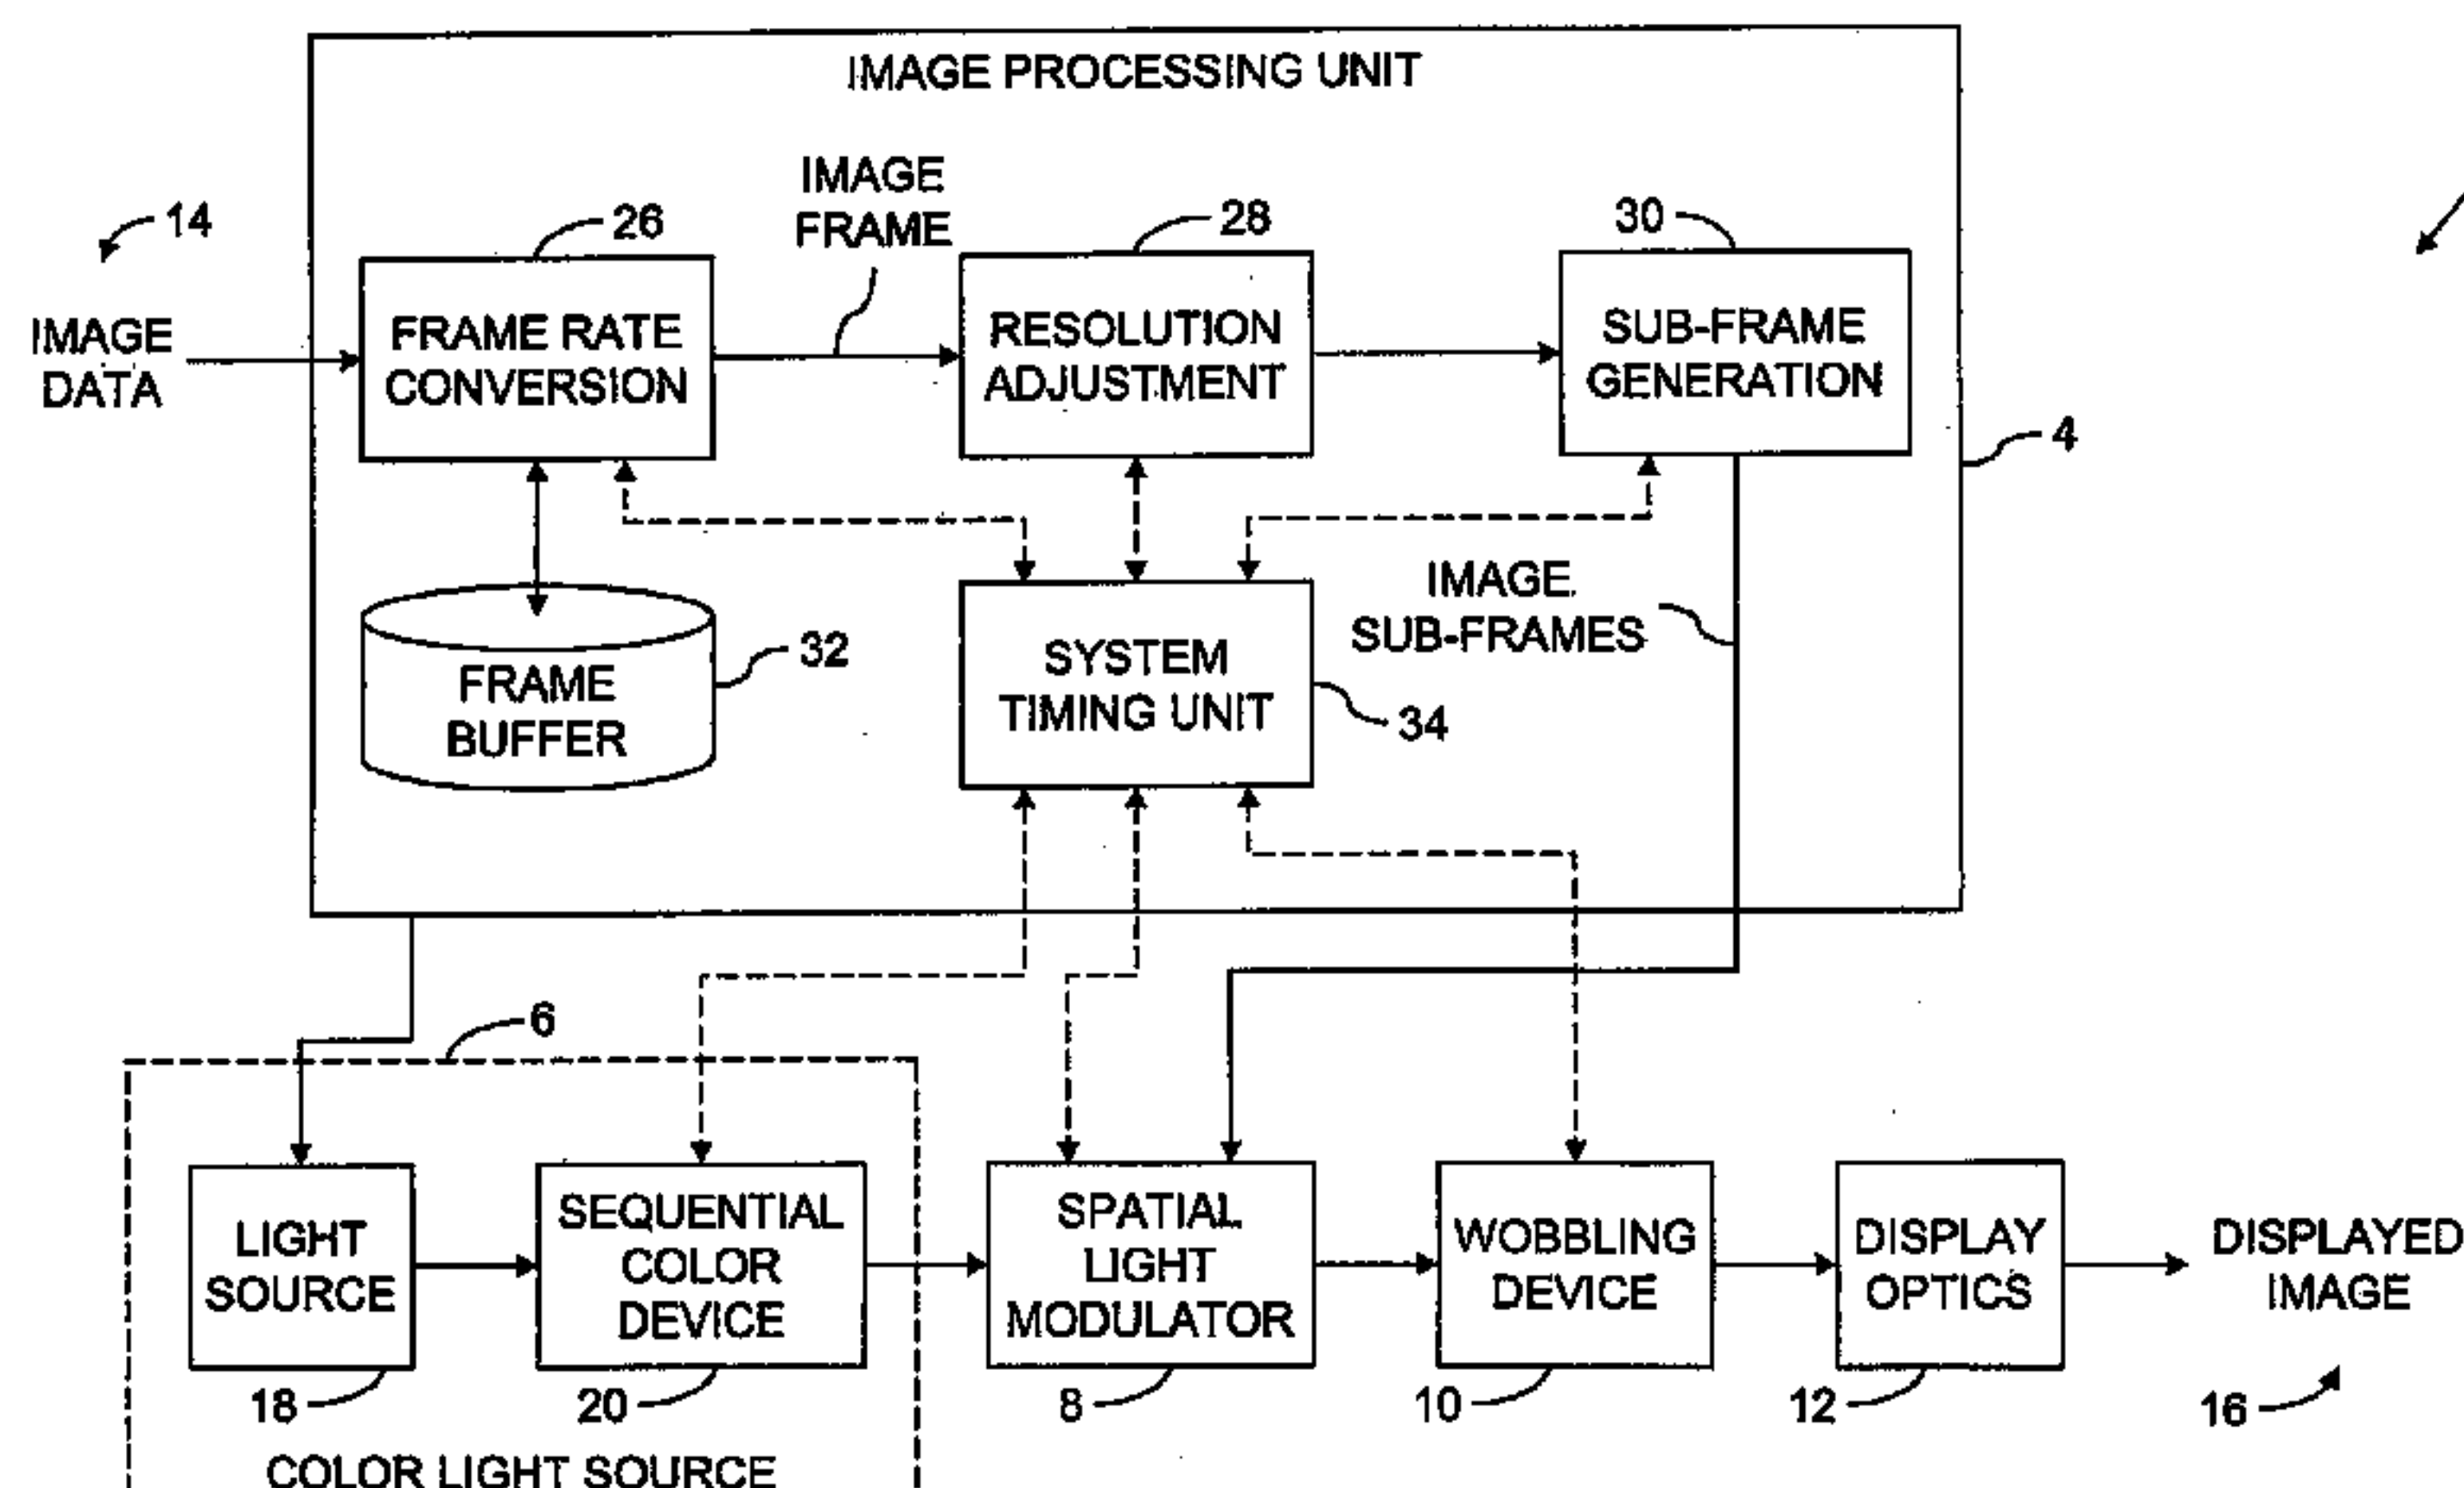 IMAGE PROCESSING UNIT
IMAGE
FRAME
14
26
28
30
IMAGE
DATA
FRAME RATE
CONVERSION
RESOLUTION
ADJUSTMENT
SUB-FRAME
GENERATION
4
IMAGE
SUB-FRAMES
FRAME
BUFFER
32
SYSTEM
TIMING UNIT
34
6
LIGHT
SOURCE
SEQUENTIAL
COLOR
DEVICE
SPATIAL
LIGHT
MODULATOR
WOBBLING
DEVICE
DISPLAY
OPTICS
DISPLAYED
IMAGE
18
20
8
10
12
16
COLOR LIGHT SOURCE